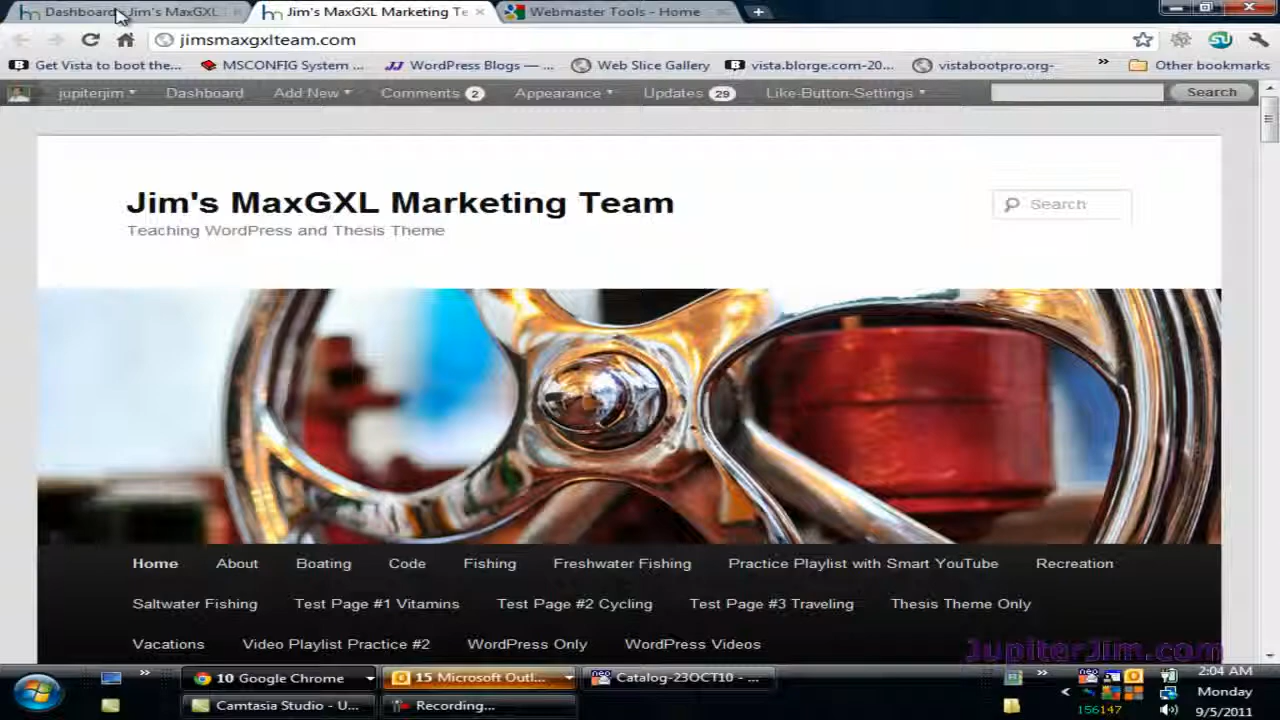 Dashboard Jim's MaxGXL
Jim's MaxGXL Marketing Te
Webmaster Tools - Home
jimsmaxgxlteam.com
Get Vista to boot the...
MSCONFIG System ...
WordPress Blogs — ...
Web Slice Gallery
vista.blorge.com-20...
vistabootpro.org-
Other bookmarks
jupiterjim
Dashboard
Add New
Comments 2
Appearance
Updates 29
Like-Button-Settings
Search
Jim's MaxGXL Marketing Team
Search
Teaching WordPress and Thesis Theme
Home About Boating Code Fishing Freshwater Fishing Practice Playlist with Smart YouTube Recreation
Saltwater Fishing Test Page #1 Vitamins Test Page #2 Cycling Test Page #3 Traveling Thesis Theme Only
Vacations Video Playlist Practice #2 WordPress Only WordPress Videos
JupiterJim.com
10 Google Chrome
15 Microsoft Outl...
Catalog-23OCT10 - ...
2:04 AM
Camtasia Studio - U...
Recording...
Monday
156147
9/5/2011